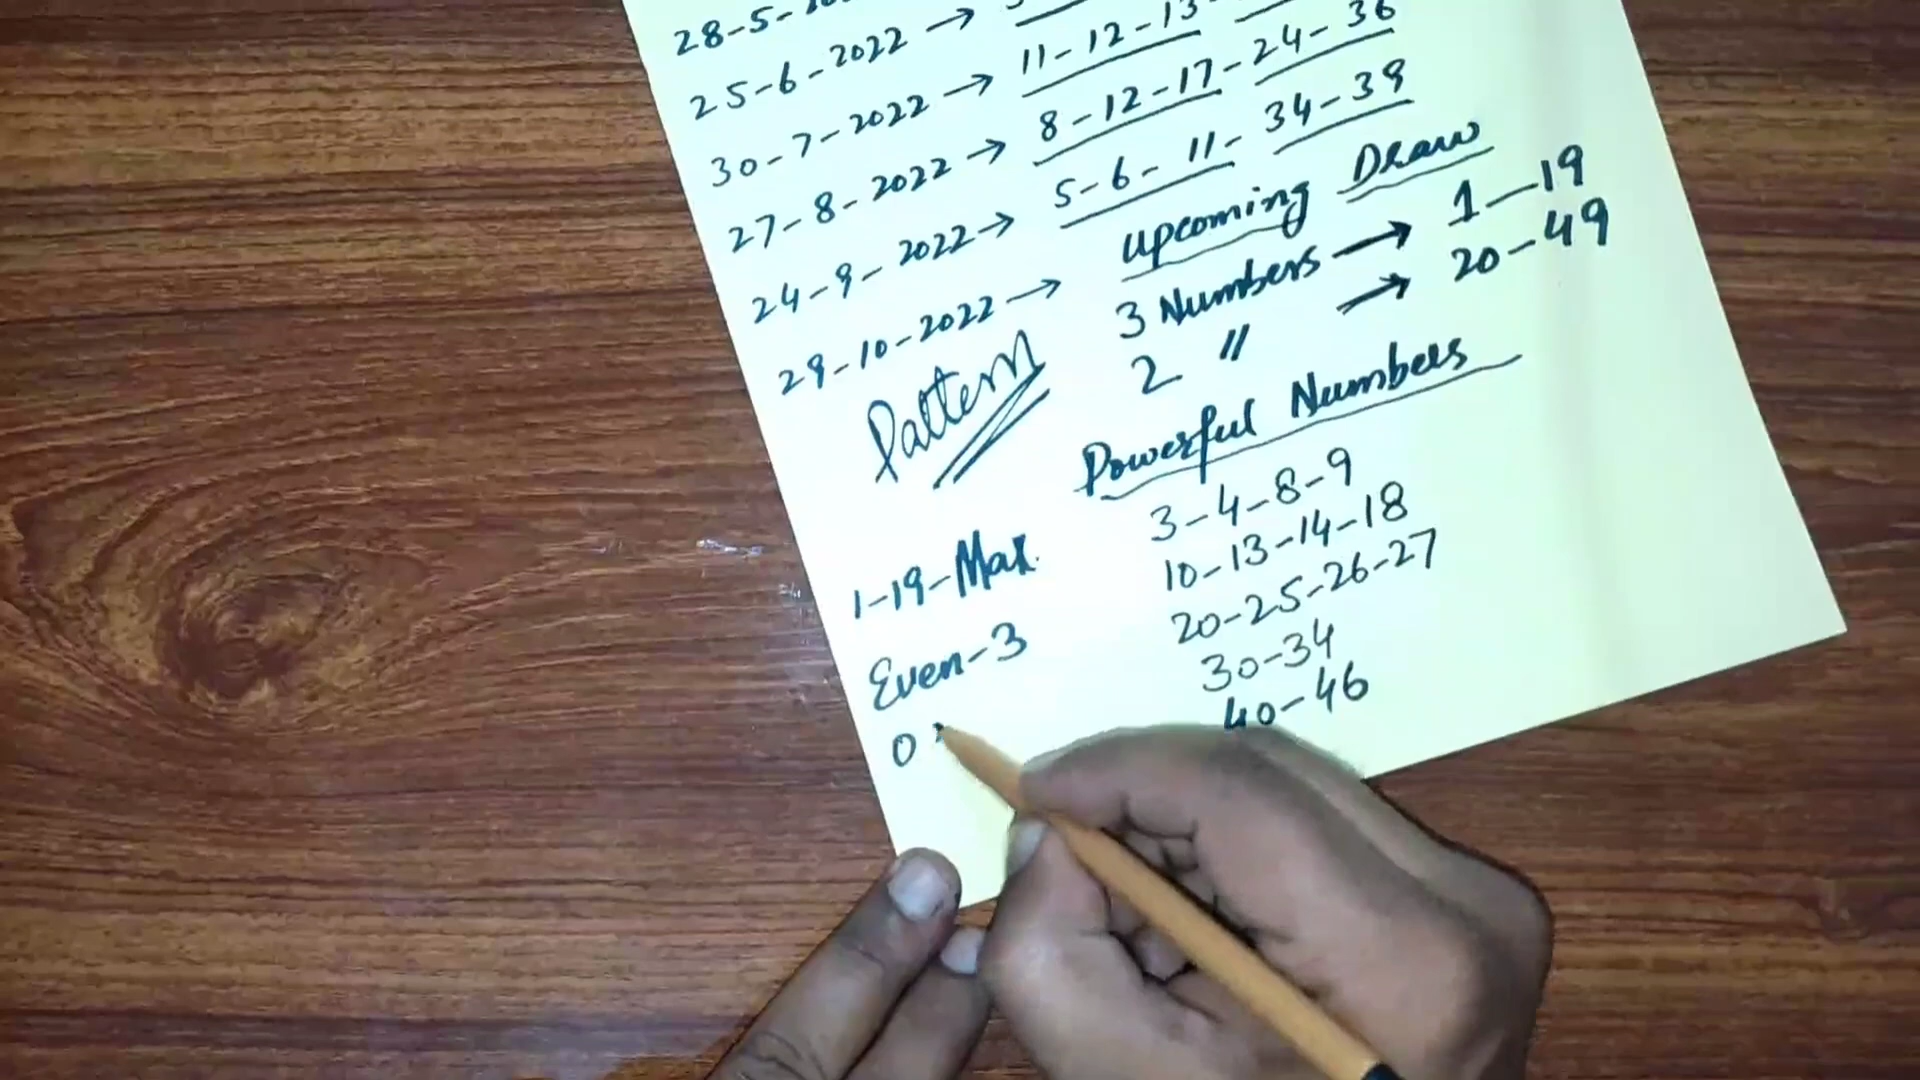 28-5-
25-6-2022 →
30-7-2022 → 11-12-13-
27-8-2022 → 8-12-17-24-36
24-9-2022 → 5-6-11-34-39
29-10-2022 → upcoming Draw
3 Numbers → 1-19
2 〃 → 20-49
Pattern
Powerful Numbers
3-4-8-9
10-13-14-18
20-25-26-27
30-34
40-46
1-19-Max.
Even-3
O